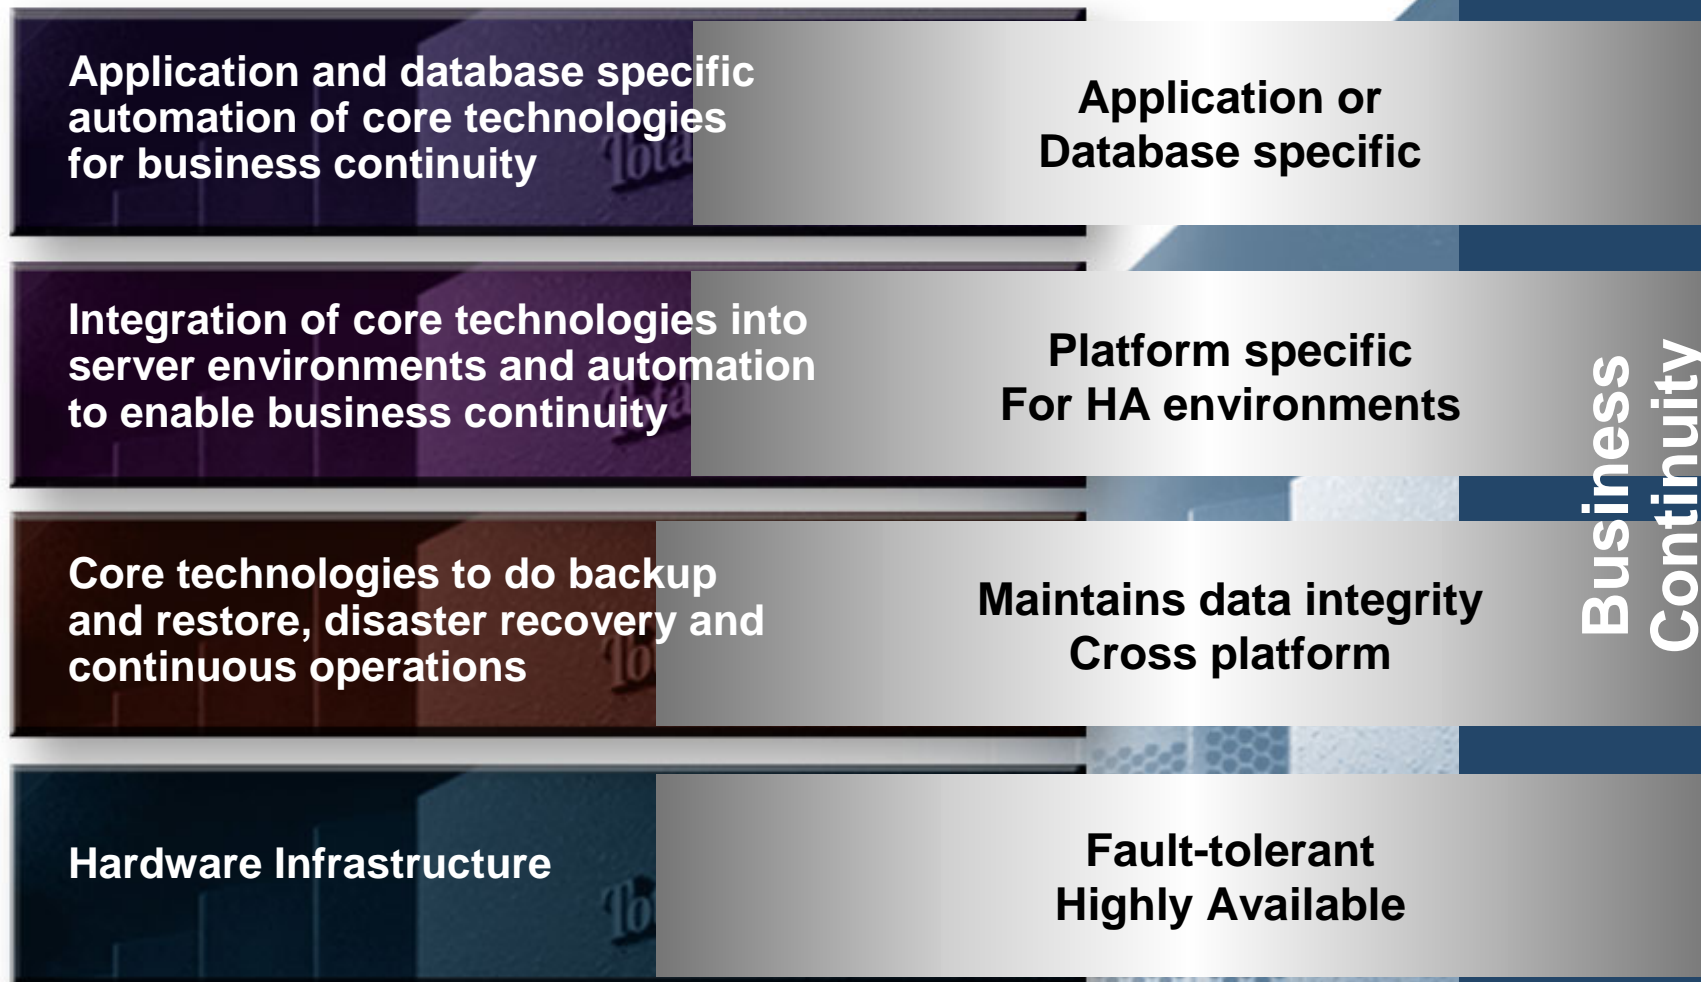 Application and database specific
automation of core technologies
for business continuity
Application or
Database specific
Integration of core technologies into
server environments and automation
to enable business continuity
Platform specific
For HA environments
Core technologies to do backup
and restore, disaster recovery and
continuous operations
Maintains data integrity
Cross platform
Hardware Infrastructure
Fault-tolerant
Highly Available
Business
Continuity